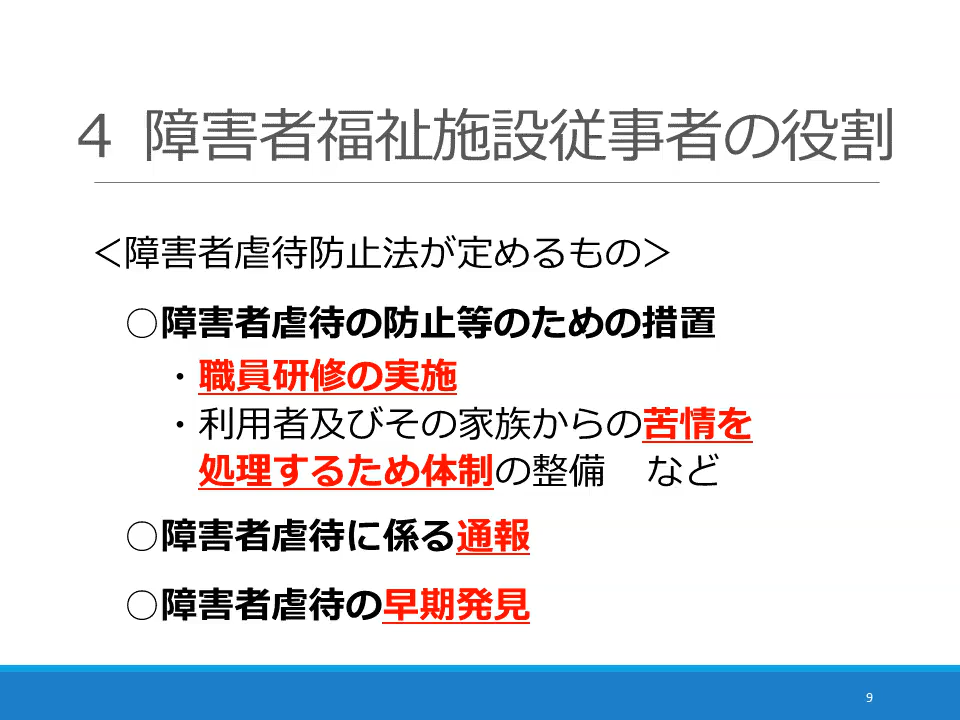 ４ 障害者福祉施設従事者の役割
＜障害者虐待防止法が定めるもの＞
○障害者虐待の防止等のための措置
・職員研修の実施
・利用者及びその家族からの苦情を
処理するため体制の整備　など
○障害者虐待に係る通報
○障害者虐待の早期発見
9